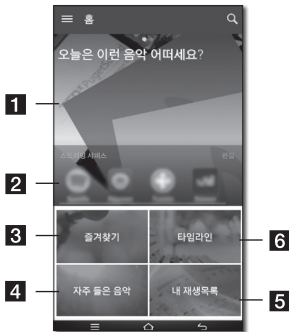 홈
오늘은 이런 음악 어떠세요?
1
스트리밍 서비스
편집
2
3
즐겨찾기
타임라인
6
4
자주 들은 음악
내 재생목록
5